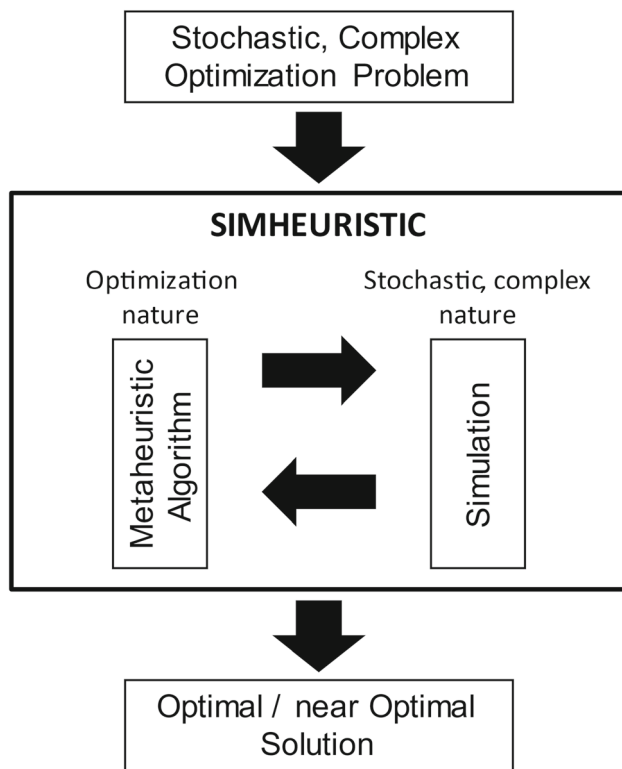 Stochastic, Complex
Optimization Problem
SIMHEURISTIC
Optimization
nature
Stochastic, complex
nature
Metaheuristic
Algorithm
Simulation
Optimal / near Optimal
Solution